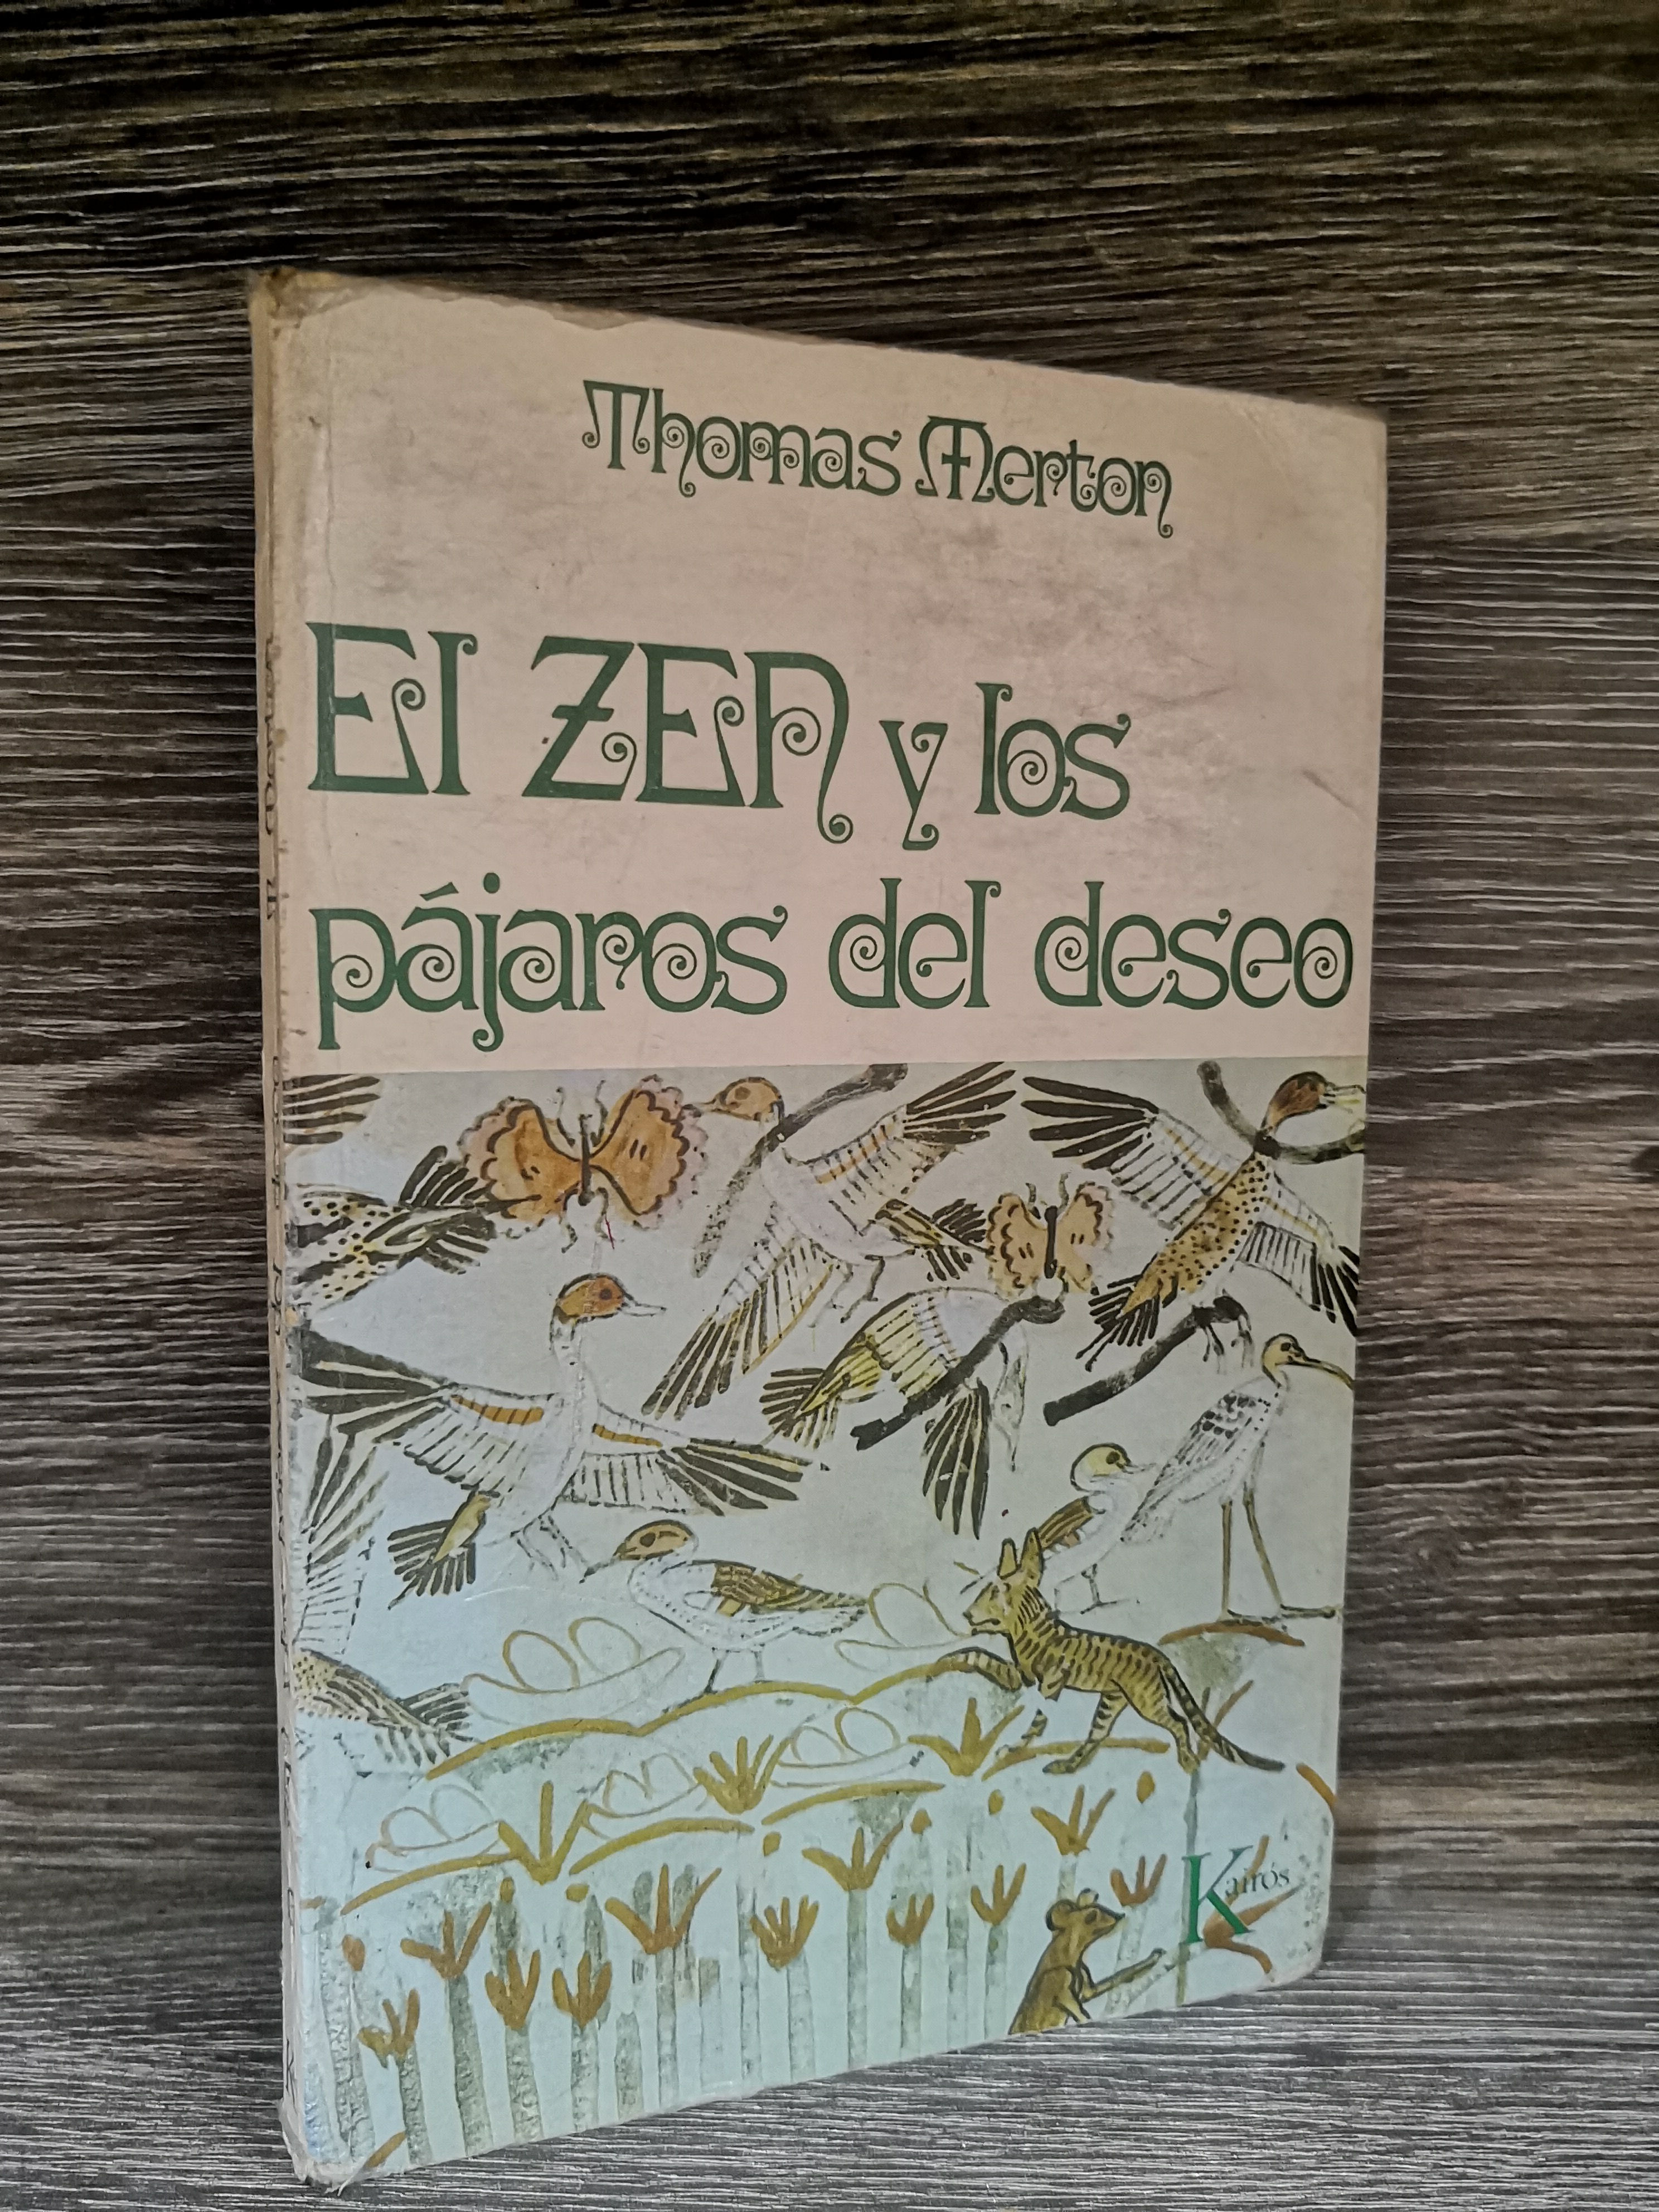 Thomas Merton
El ZEN y los
pájaros del deseo
Kairós